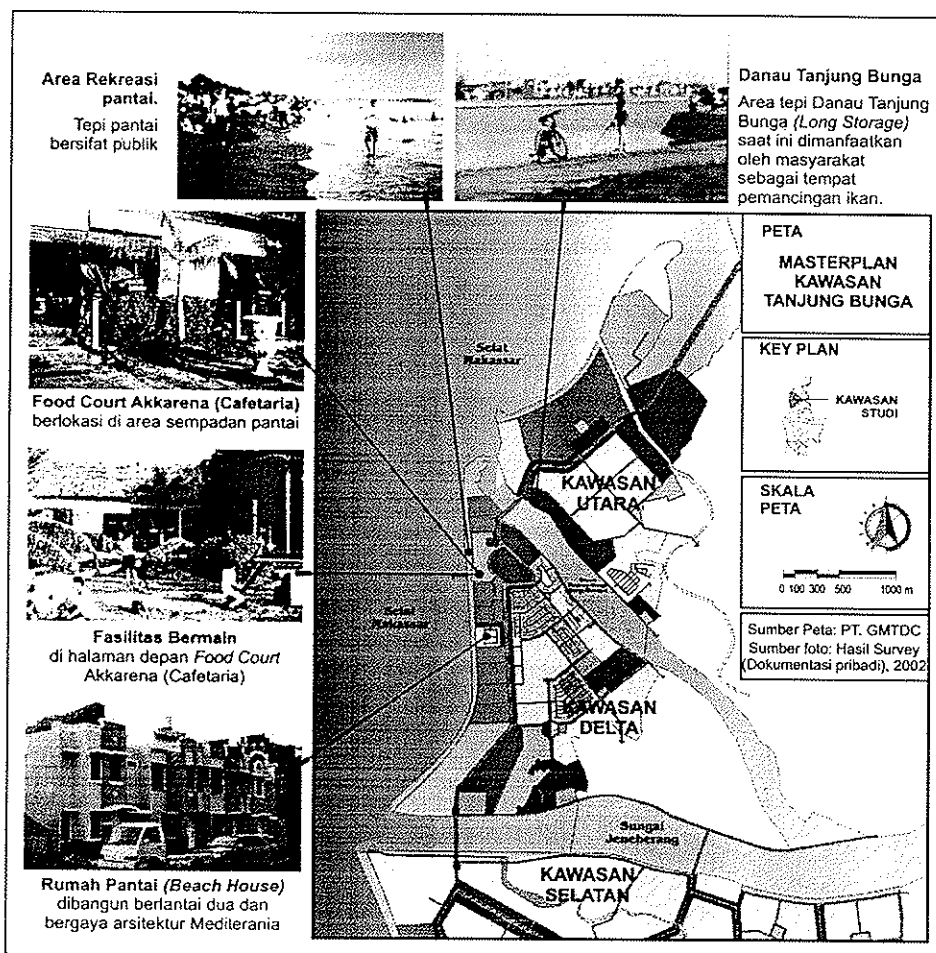 Area Rekreasi
pantai.
Tepi pantai
bersifat publik
Danau Tanjung Bunga
Area tepi Danau Tanjung
Bunga (Long Storage)
saat ini dimanfaatkan
oleh masyarakat
sebagai tempat
pemancingan ikan.
Food Court Akkarena (Cafetaria)
berlokasi di area sempadan pantai
Fasilitas Bermain
di halaman depan Food Court
Akkarena (Cafetaria)
Rumah Pantai (Beach House)
dibangun berlantai dua dan
bergaya arsitektur Mediterania
Selat
Makassar
KAWASAN
UTARA
Selat
Makassar
KAWASAN
DELTA
Sungai
Jeneberang
KAWASAN
SELATAN
PETA
MASTERPLAN
KAWASAN
TANJUNG BUNGA
KEY PLAN
KAWASAN
STUDI
SKALA
PETA
0 100 300 500 1000 m
Sumber Peta: PT. GMTDC
Sumber foto: Hasil Survey
(Dokumentasi pribadi), 2002